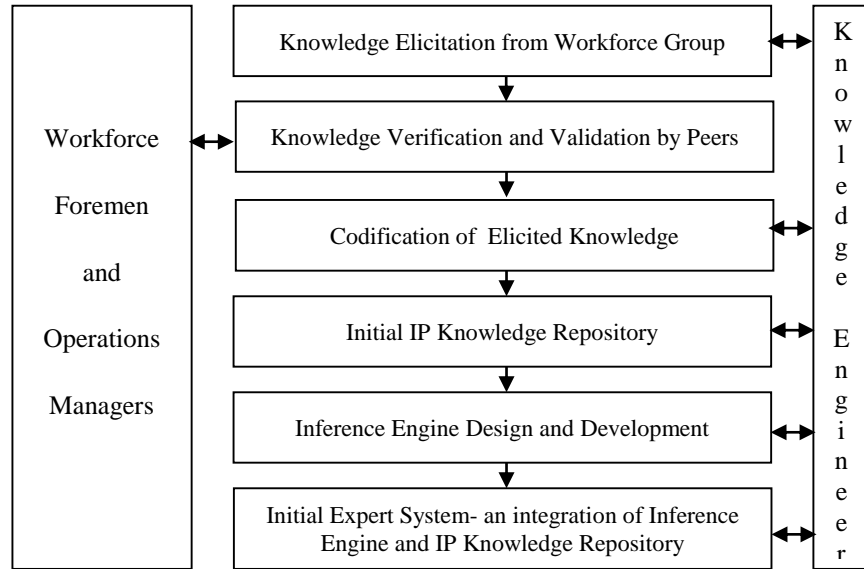 Workforce
Foremen
and
Operations
Managers
Knowledge Elicitation from Workforce Group
Knowledge Verification and Validation by Peers
Codification of Elicited Knowledge
Initial IP Knowledge Repository
Inference Engine Design and Development
Initial Expert System- an integration of Inference
Engine and IP Knowledge Repository
K
n
o
w
l
e
d
g
e
E
n
g
i
n
e
e
r